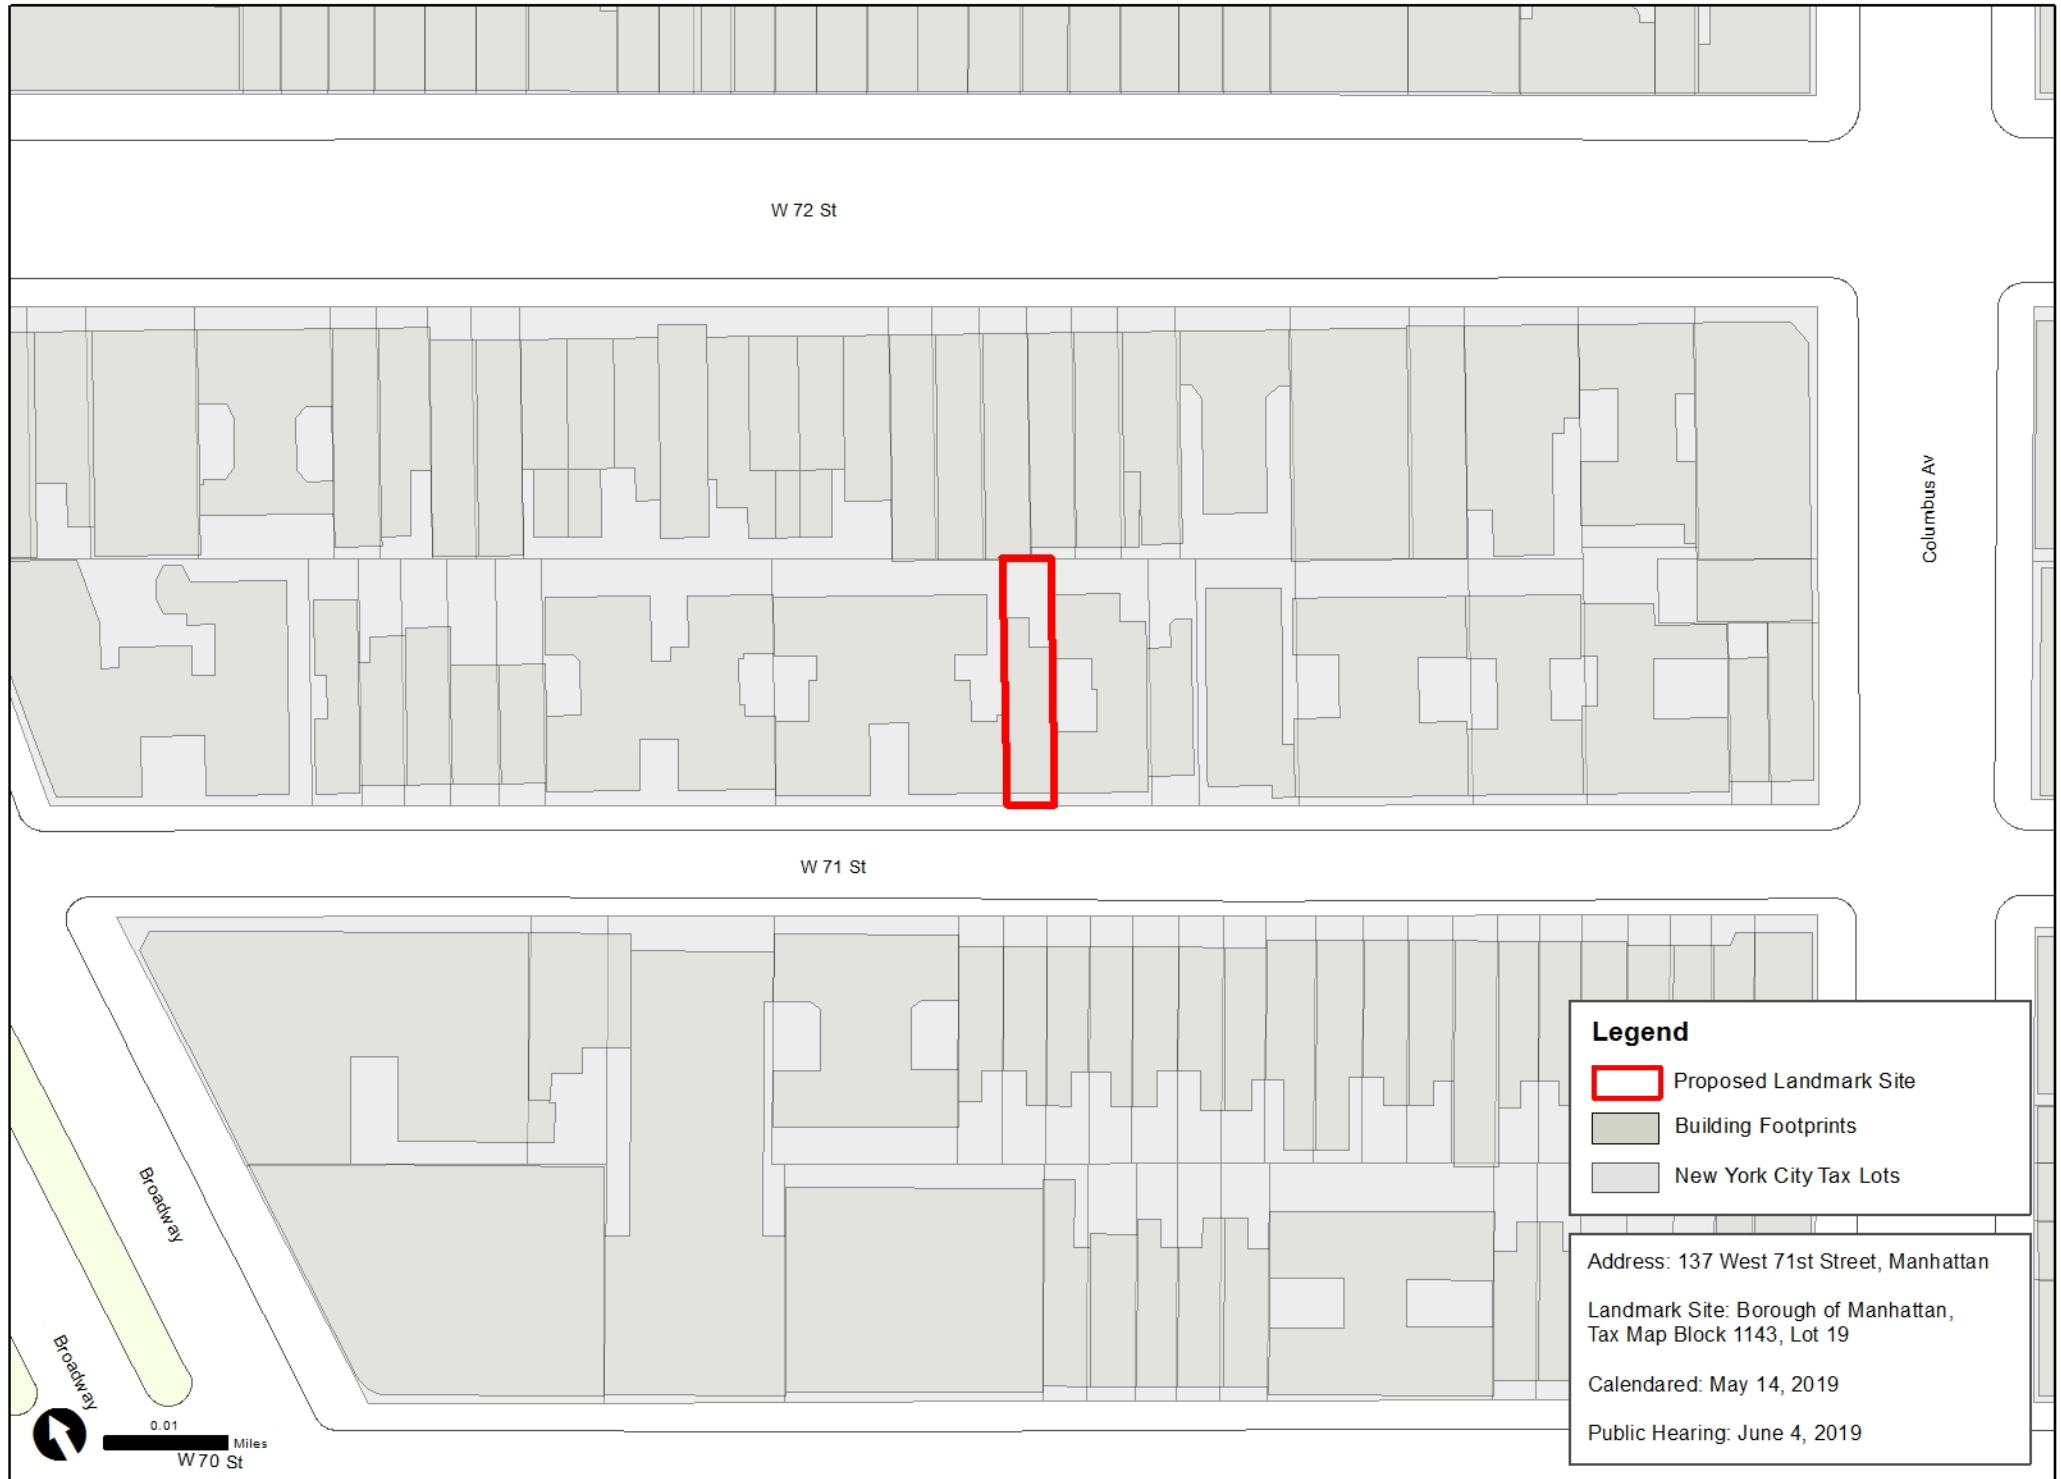 W 72 St
Columbus Av
W 71 St
Broadway
Broadway
0.01
Miles
W 70 St
Legend
Proposed Landmark Site
Building Footprints
New York City Tax Lots
Address: 137 West 71st Street, Manhattan
Landmark Site: Borough of Manhattan,
Tax Map Block 1143, Lot 19
Calendared: May 14, 2019
Public Hearing: June 4, 2019